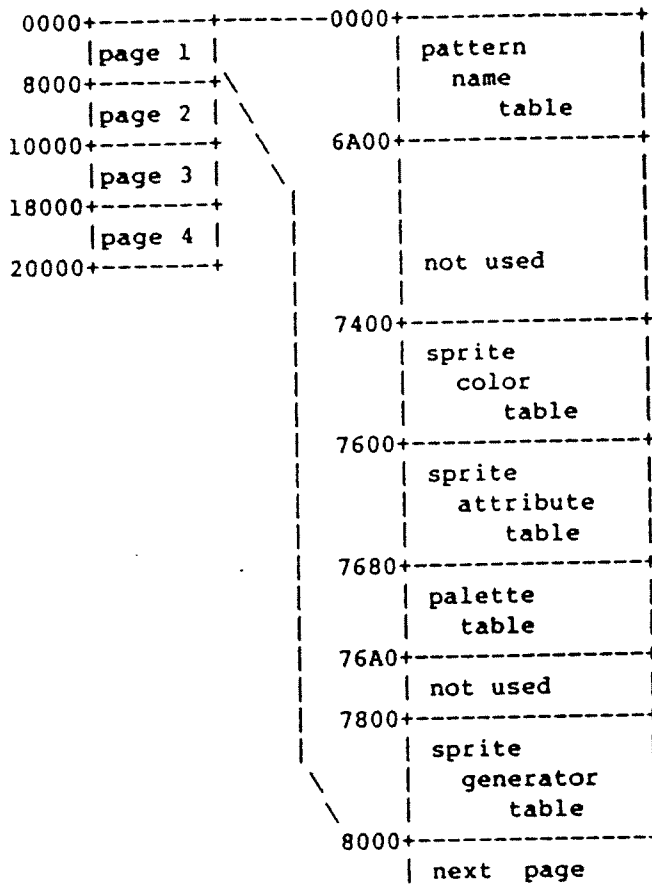 0000+-------+-------0000+---------------+
|page 1 | | pattern
8000+-------+ name
|page 2 | table
10000+-------+ 6A00+---------------+
|page 3 |
18000+-------+
|page 4 |
20000+-------+ not used
7400+---------------+
sprite
color
table
7600+---------------+
sprite
attribute
table
7680+---------------+
palette
table
76A0+---------------+
not used
7800+---------------+
sprite
generator
table
8000+---------------+
next page